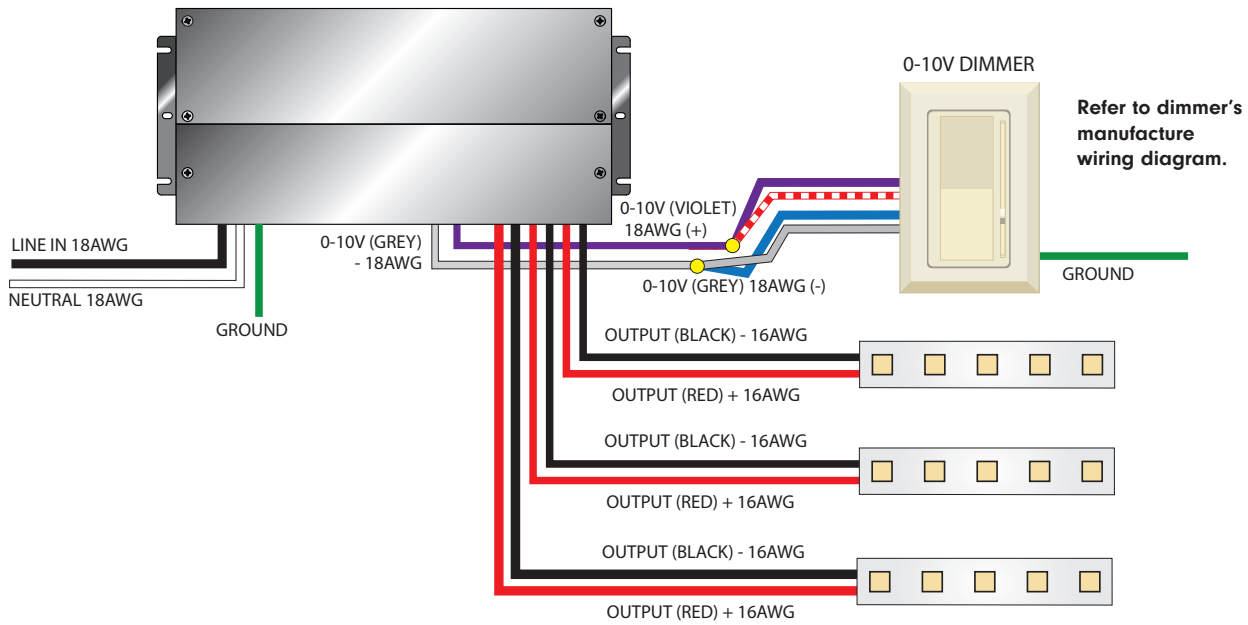 0-10V DIMMER
Refer to dimmer's
manufacture
wiring diagram.
0-10V (VIOLET)
18AWG (+)
LINE IN 18AWG
0-10V (GREY)
- 18AWG
NEUTRAL 18AWG
0-10V (GREY) 18AWG (-)
GROUND
GROUND
OUTPUT (BLACK) - 16AWG
OUTPUT (RED) + 16AWG
OUTPUT (BLACK) - 16AWG
OUTPUT (RED) + 16AWG
OUTPUT (BLACK) - 16AWG
OUTPUT (RED) + 16AWG